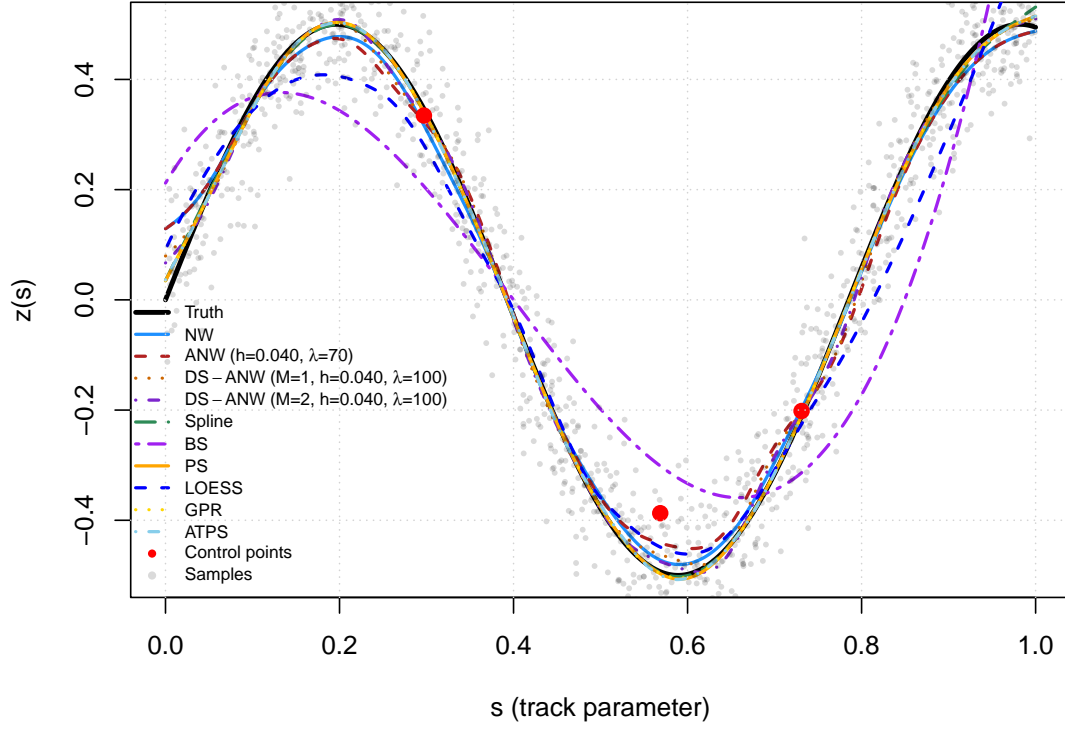 0.4
0.2
0.0
−0.2
−0.4
z(s)
Truth
NW
ANW (h=0.040, λ=70)
DS−ANW (M=1, h=0.040, λ=100)
DS−ANW (M=2, h=0.040, λ=100)
Spline
BS
PS
LOESS
GPR
ATPS
Control points
Samples
0.0 0.2 0.4 0.6 0.8 1.0
s (track parameter)